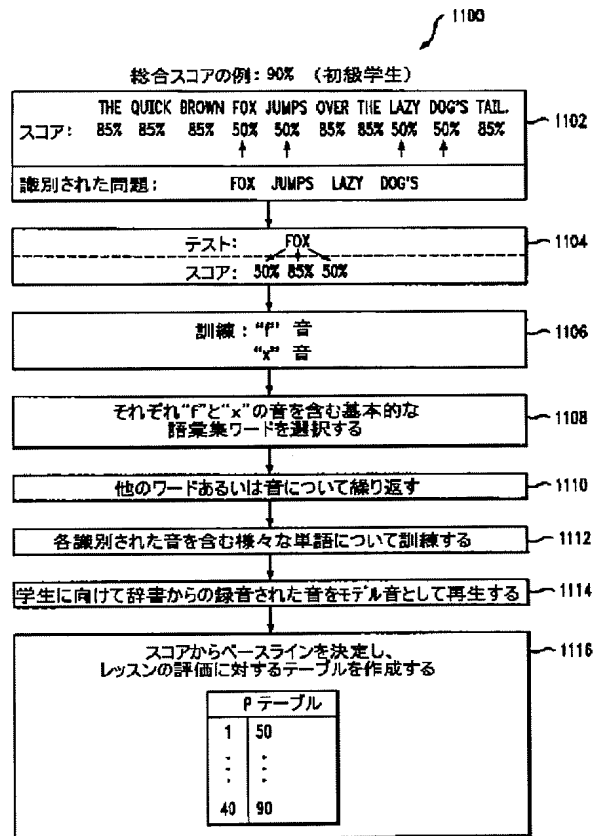 1100
総合スコアの例: 90% (初級学生)
THE QUICK BROWN FOX JUMPS OVER THE LAZY DOG'S TAIL.
スコア: 85% 85% 85% 50% 50% 85% 85% 50% 50% 85%
1102
識別された問題: FOX JUMPS LAZY DOG'S
テスト: FOX
1104
スコア: 50% 85% 50%
訓練: "f" 音
1106
"x" 音
それぞれ"f"と"x"の音を含む基本的な
語彙集ワードを選択する
1108
他のワードあるいは音について繰り返す
1110
各識別された音を含む様々な単語について訓練する
1112
学生に向けて辞書からの録音された音をモデル音として再生する
1114
スコアからベースラインを決定し、
1116
レッスンの評価に対するテーブルを作成する
P テーブル
1 50
40 90